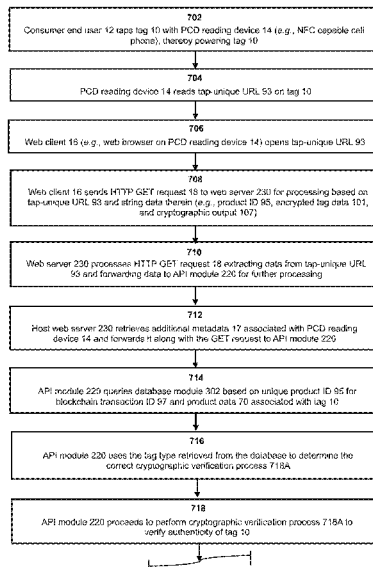 702
Consumer end user 12 taps tag 10 with PCD reading device 14 (e.g., NFC capable cell
phone), thereby powering tag 10
704
PCD reading device 14 reads tap-unique URL 93 on tag 10
706
Web client 16 (e.g., web browser on PCD reading device 14) opens tap-unique URL 93
708
Web client 16 sends HTTP GET request 18 to web server 230 for processing based on
tap-unique URL 93 and string data therein (e.g., product ID 95, encrypted tag data 101,
and cryptographic output 107)
710
Web server 230 processes HTTP GET request 18 extracting data from tap-unique URL
93 and forwarding data to API module 220 for further processing
712
Host web server 230 retrieves additional metadata 17 associated with PCD reading
device 14 and forwards it along with the GET request to API module 220
714
API module 220 queries database module 302 based on unique product ID 95 for
blockchain transaction ID 97 and product data 70 associated with tag 10
716
API module 220 uses the tag type retrieved from the database to determine the
correct cryptographic verification process 718A
718
API module 220 proceeds to perform cryptographic verification process 718A to
verify authenticity of tag 10